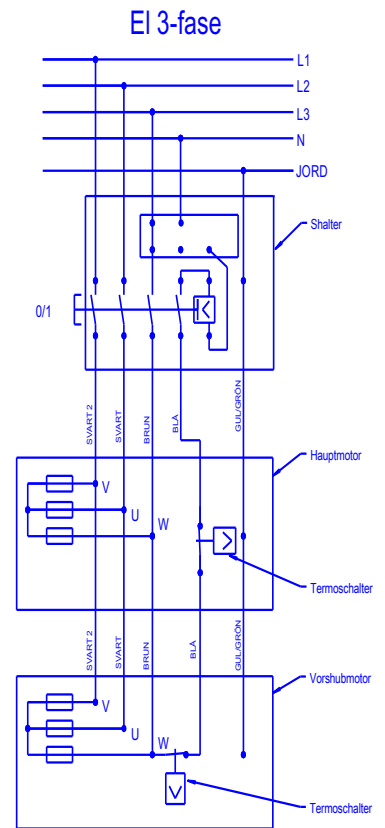 El 3-fase
L1
L2
L3
N
JORD
Shalter
0/1
SVART 2
SVART
BRUN
BLÅ
GUL/GRÖN
Hauptmotor
V
U
W
Termoschalter
SVART 2
SVART
BRUN
BLÅ
GUL/GRÖN
Vorshubmotor
V
U
W
Termoschalter